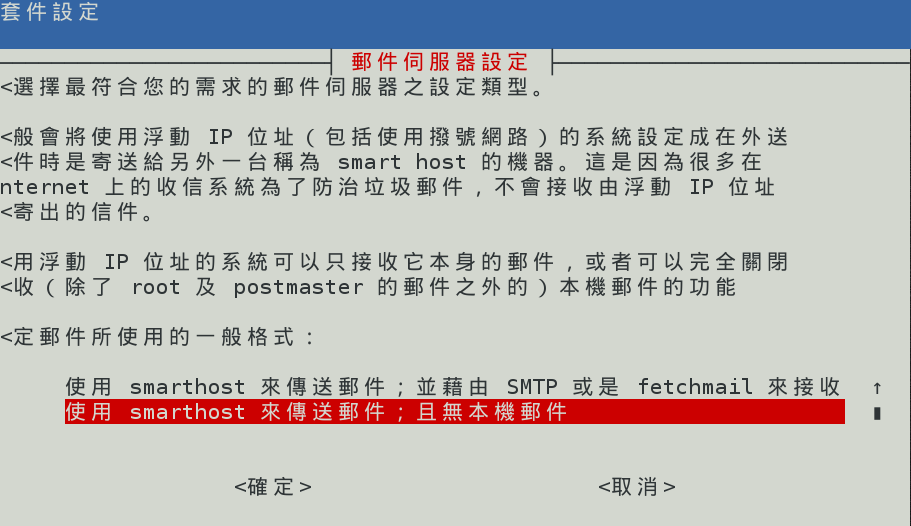 套件設定
郵件伺服器設定
<選擇最符合您的需求的郵件伺服器之設定類型。
<般會將使用浮動 IP 位址（包括使用撥號網路）的系統設定成在外送
<件時是寄送給另外一台稱為 smart host 的機器。這是因為很多在
nternet 上的收信系統為了防治垃圾郵件，不會接收由浮動 IP 位址
<寄出的信件。
<用浮動 IP 位址的系統可以只接收它本身的郵件，或者可以完全關閉
<收（除了 root 及 postmaster 的郵件之外的）本機郵件的功能
<定郵件所使用的一般格式：
使用 smarthost 來傳送郵件；並藉由 SMTP 或是 fetchmail 來接收 ↑
使用 smarthost 來傳送郵件；且無本機郵件
<確定> <取消>